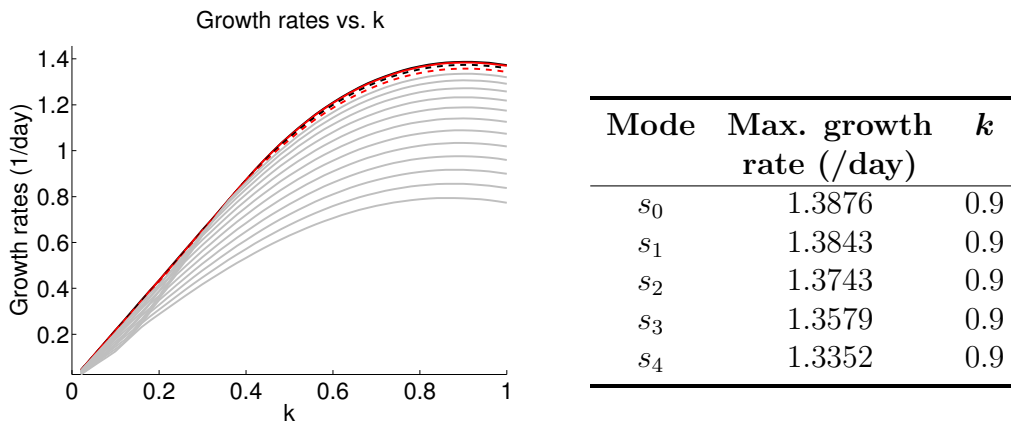 Growth rates vs. k
Growth rates (1/day)
1.4
1.2
1
0.8
0.6
0.4
0.2
0 0.2 0.4 0.6 0.8 1
k
Mode Max. growth k
rate (/day)
s0 1.3876 0.9
s1 1.3843 0.9
s2 1.3743 0.9
s3 1.3579 0.9
s4 1.3352 0.9